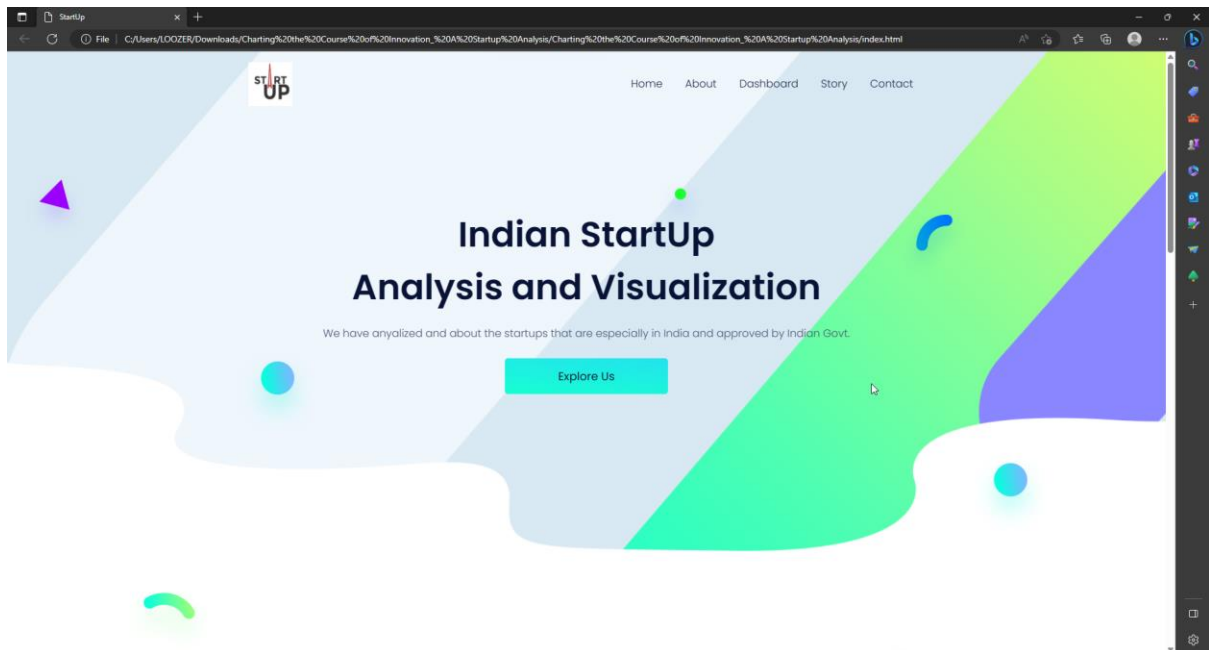 StartUp
File C:/Users/LOOZER/Downloads/Charting%20the%20Course%20of%20Innovation_%20A%20Startup%20Analysis/Charting%20the%20Course%20of%20Innovation_%20A%20Startup%20Analysis/index.html
START
UP
Home About Dashboard Story Contact
Indian StartUp
Analysis and Visualization
We have anyalized and about the startups that are especially in India and approved by Indian Govt.
Explore Us